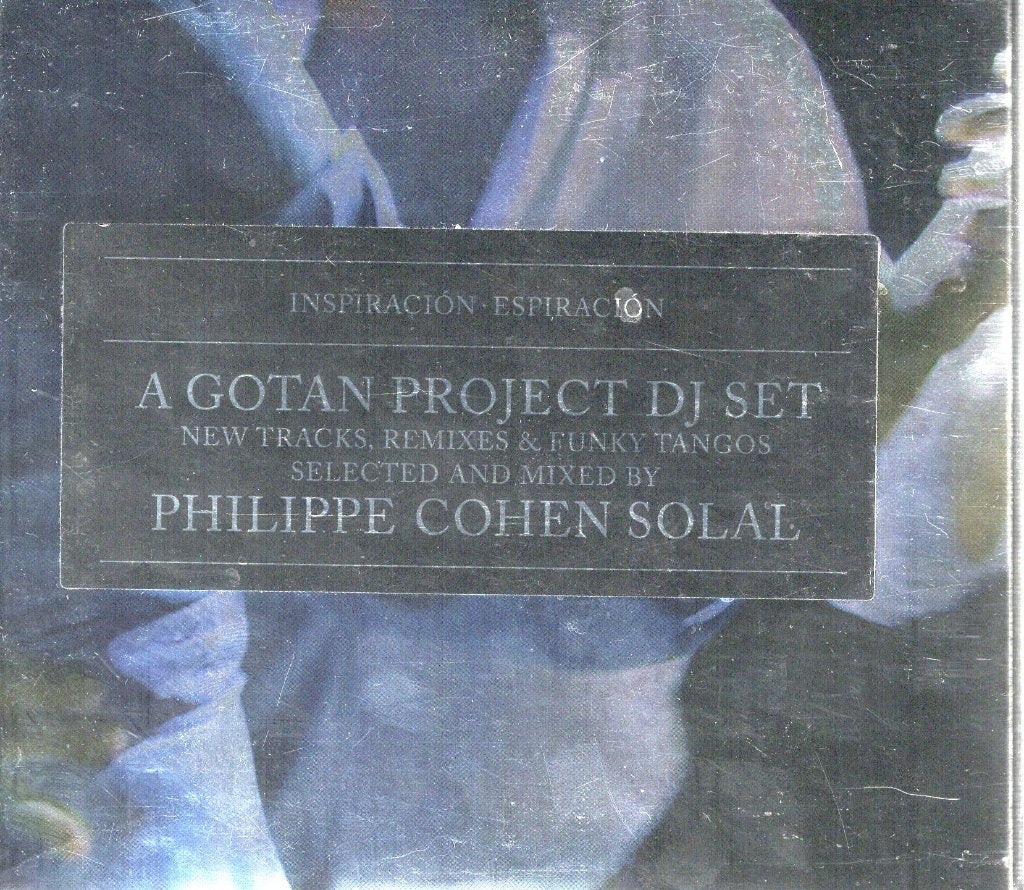 INSPIRACIÓN · ESPIRACIÓN
A GOTAN PROJECT DJ SET
NEW TRACKS, REMIXES & FUNKY TANGOS
SELECTED AND MIXED BY
PHILIPPE COHEN SOLAL